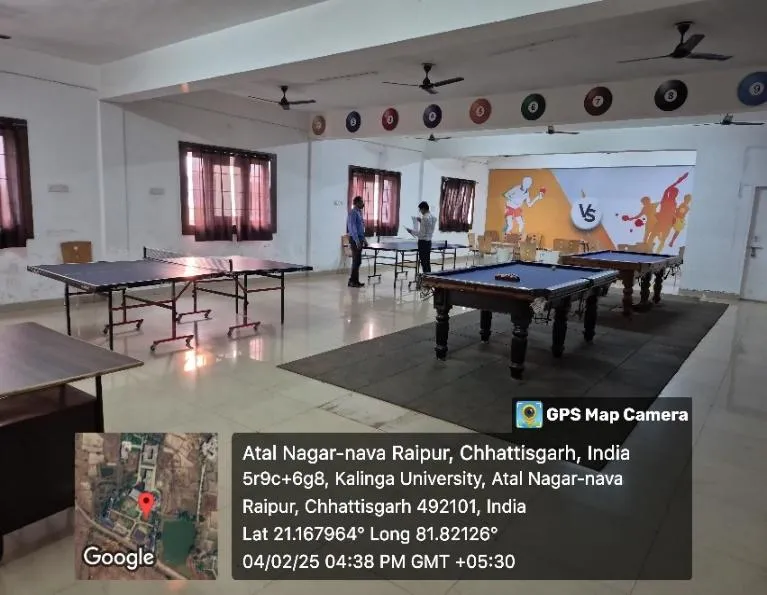 9
VS
GPS Map Camera
Atal Nagar-nava Raipur, Chhattisgarh, India
5r9c+6g8, Kalinga University, Atal Nagar-nava
Raipur, Chhattisgarh 492101, India
Lat 21.167964° Long 81.82126°
04/02/25 04:38 PM GMT +05:30
Google